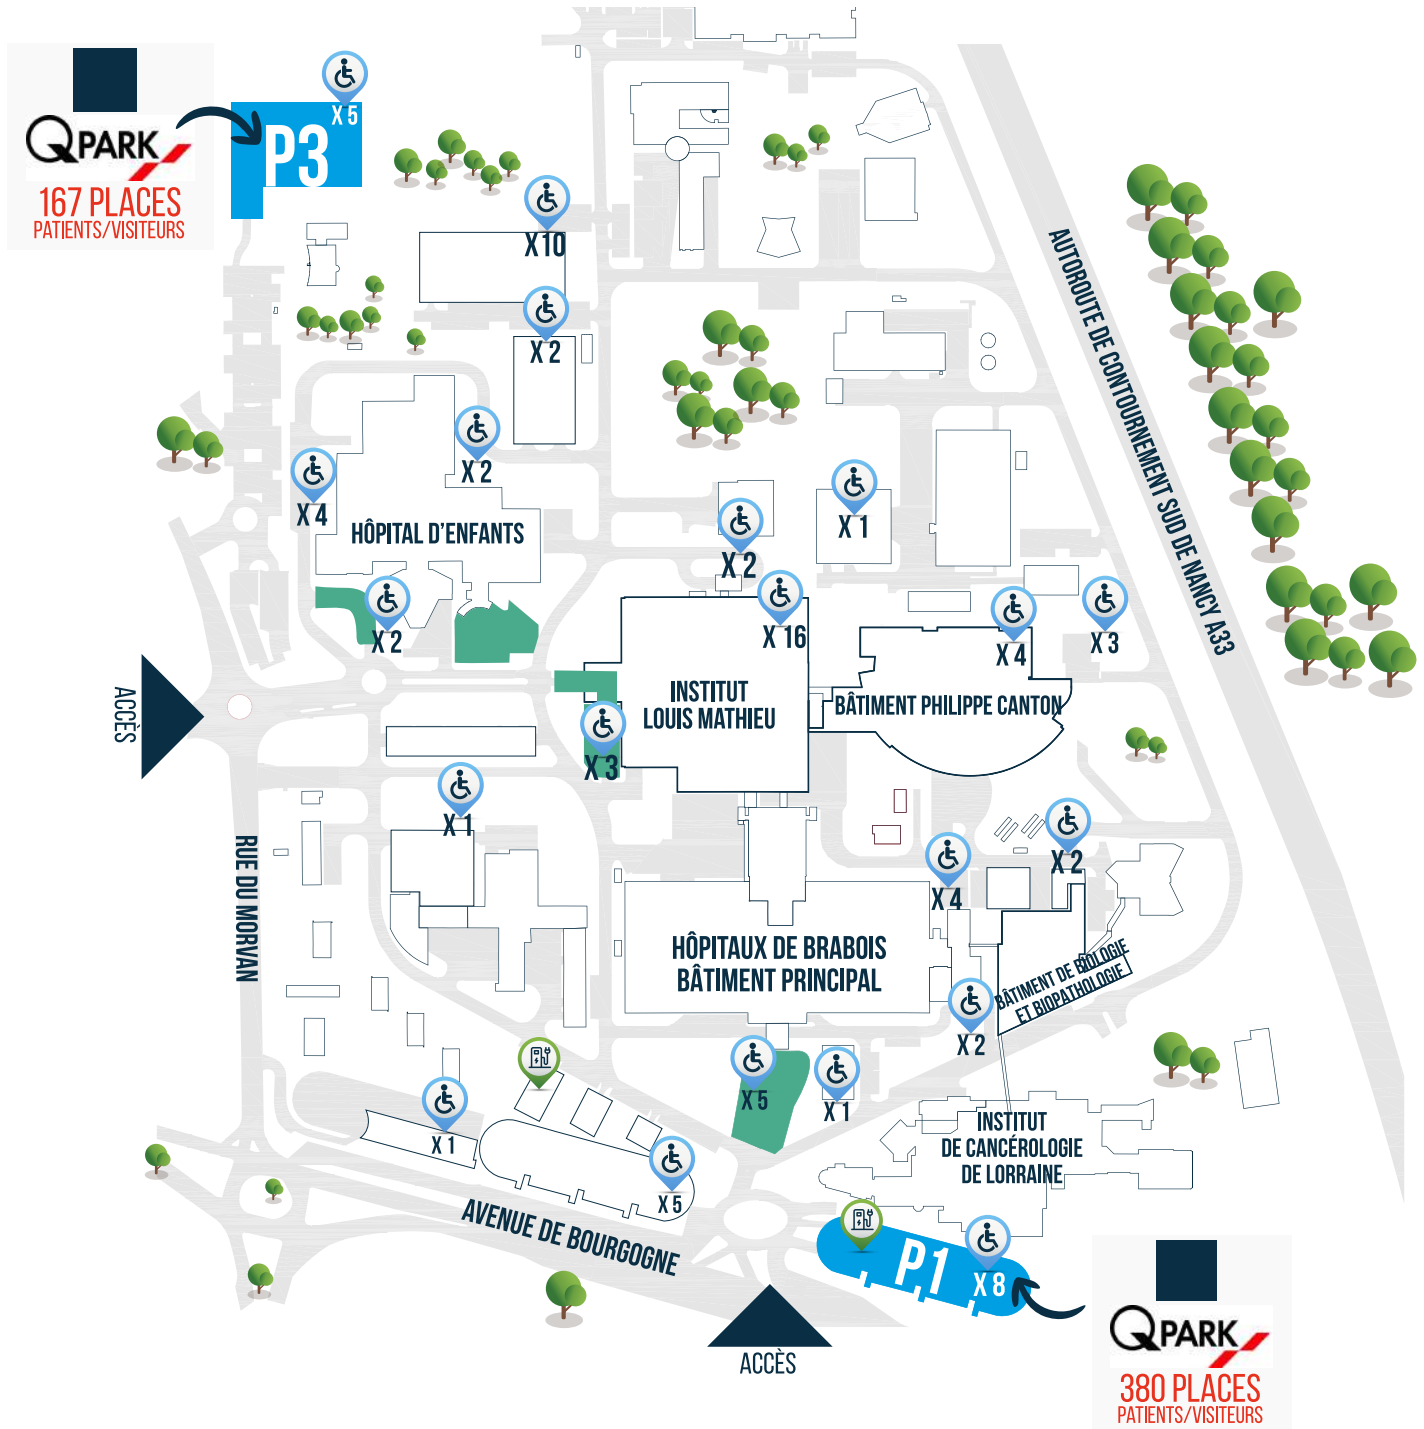 X 5
P3
QPARK
167 PLACES
PATIENTS/VISITEURS
X10
X 2
X 2
X 4
HÔPITAL D'ENFANTS
X 2
X 1
X 2
X 16
X 4
X 3
AUTOROUTE DE CONTOURNEMENT SUD DE NANCY A33
INSTITUT
LOUIS MATHIEU
BÂTIMENT PHILIPPE CANTON
X 3
ACCÈS
X 1
RUE DU MORVAN
X 4
X 2
HÔPITAUX DE BRABOIS
BÂTIMENT PRINCIPAL
BÂTIMENT DE BIOLOGIE
ET BIOPATHOLOGIE
X 2
X 5
X 1
X 1
X 5
INSTITUT
DE CANCÉROLOGIE
DE LORRAINE
AVENUE DE BOURGOGNE
P1
X 8
ACCÈS
QPARK
380 PLACES
PATIENTS/VISITEURS